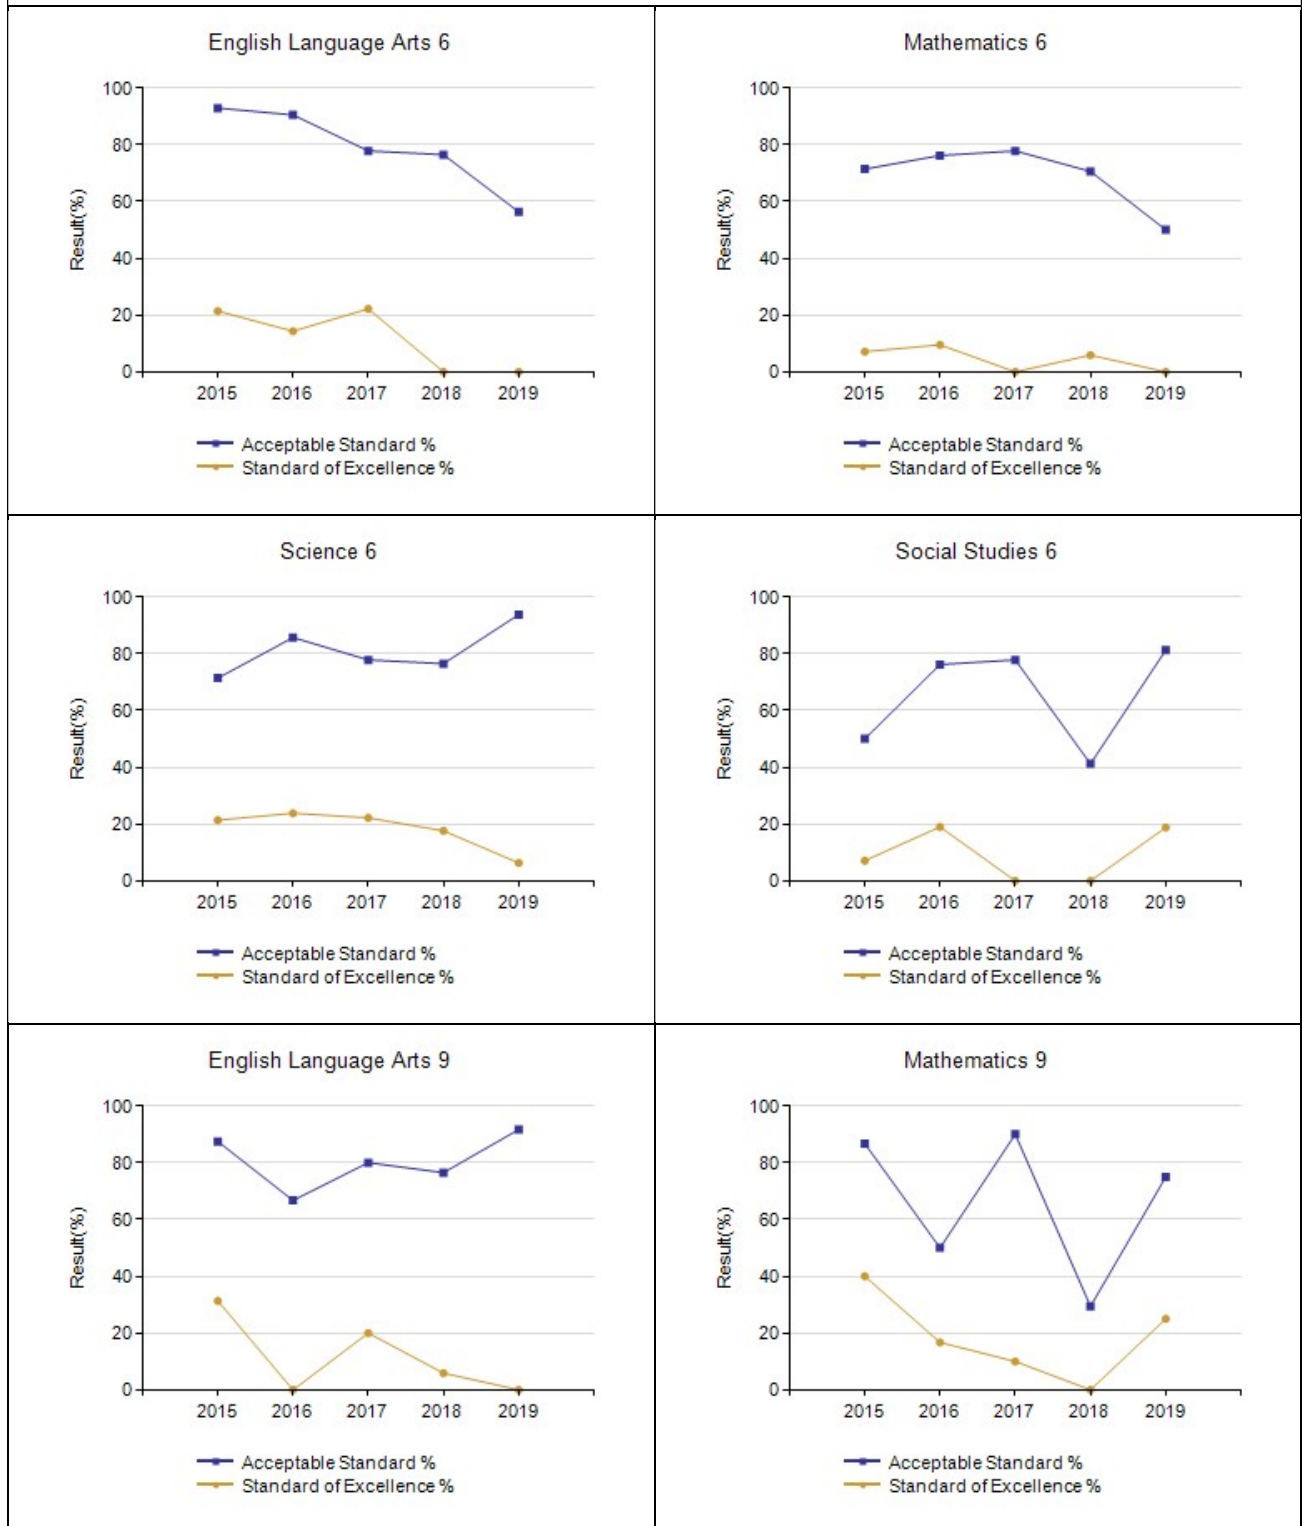 English Language Arts 6
100
80
60
40
20
0
Result(%)
2015 2016 2017 2018 2019
Acceptable Standard %
Standard of Excellence %
Mathematics 6
100
80
60
40
20
0
Result(%)
2015 2016 2017 2018 2019
Acceptable Standard %
Standard of Excellence %
Science 6
100
80
60
40
20
0
Result(%)
2015 2016 2017 2018 2019
Acceptable Standard %
Standard of Excellence %
Social Studies 6
100
80
60
40
20
0
Result(%)
2015 2016 2017 2018 2019
Acceptable Standard %
Standard of Excellence %
English Language Arts 9
100
80
60
40
20
0
Result(%)
2015 2016 2017 2018 2019
Acceptable Standard %
Standard of Excellence %
Mathematics 9
100
80
60
40
20
0
Result(%)
2015 2016 2017 2018 2019
Acceptable Standard %
Standard of Excellence %